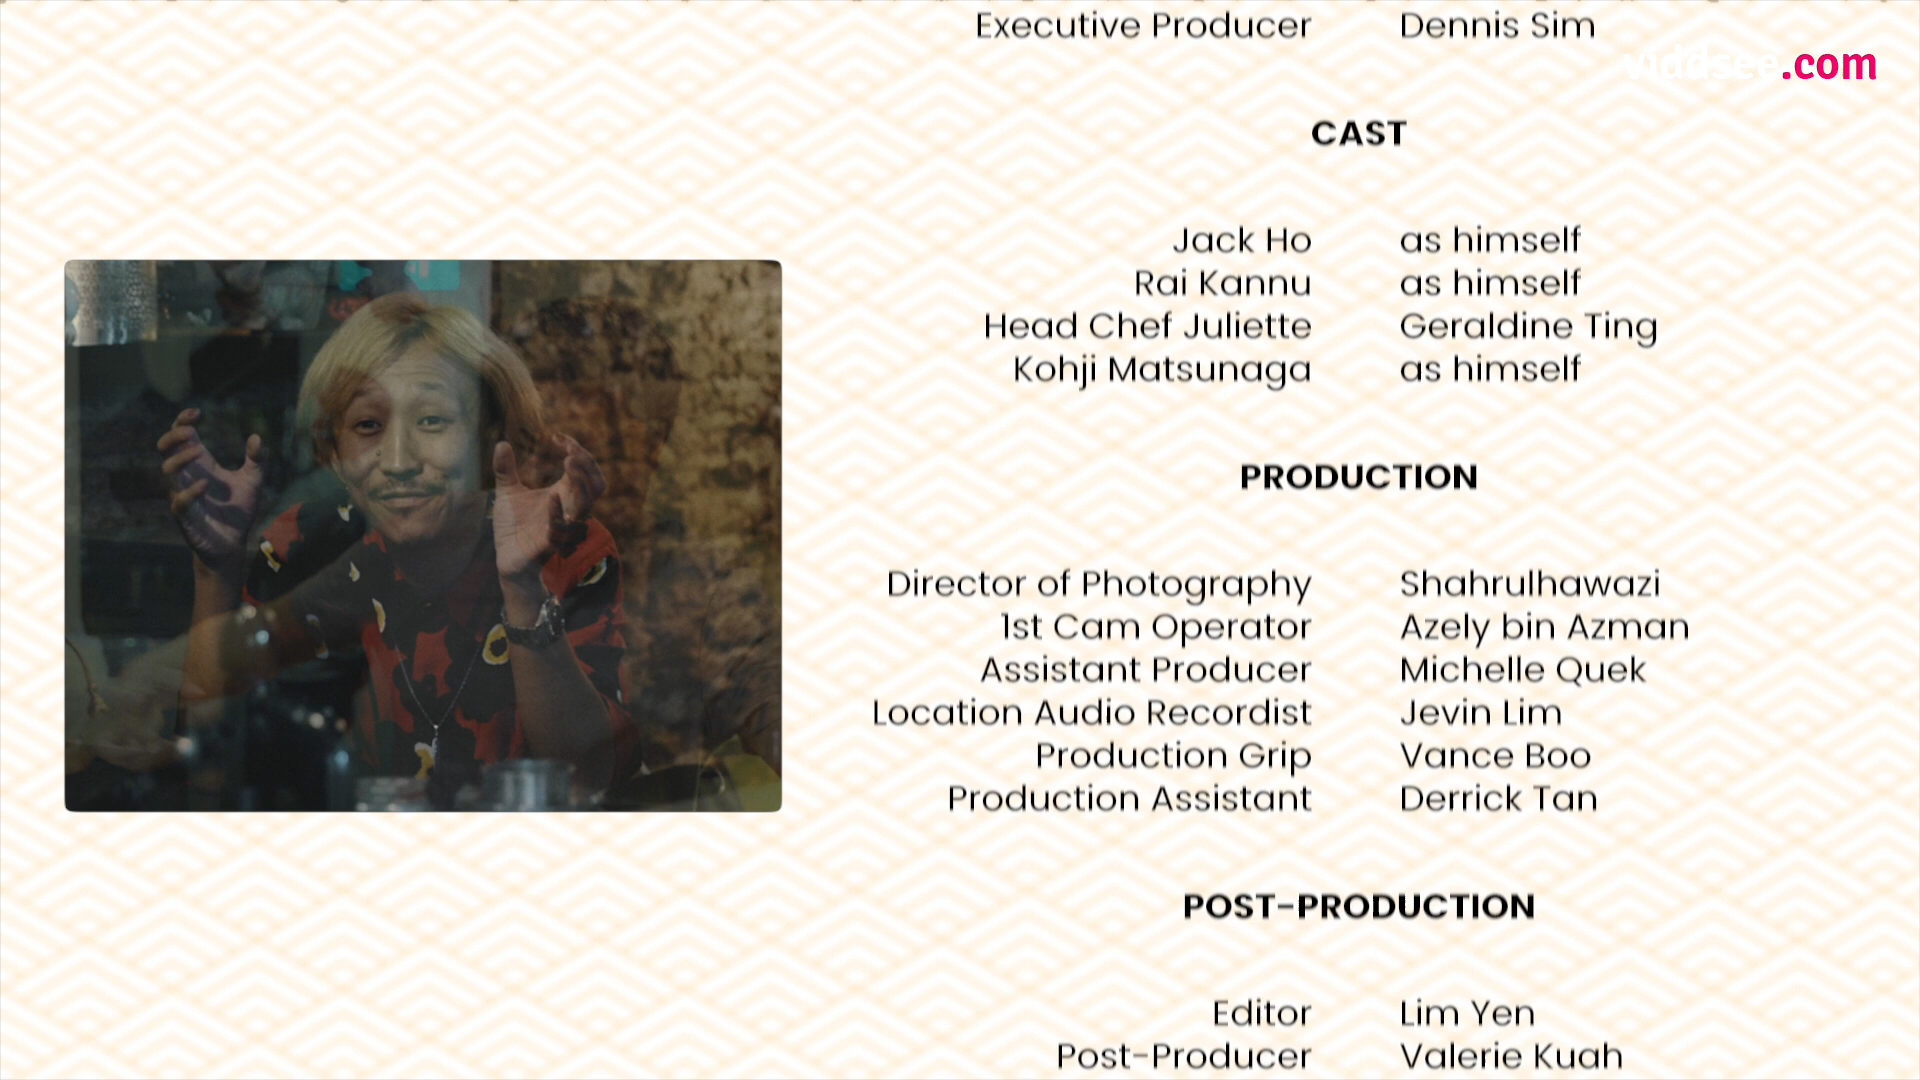 Executive Producer Dennis Sim
viddsee.com
CAST
Jack Ho as himself
Rai Kannu as himself
Head Chef Juliette Geraldine Ting
Kohji Matsunaga as himself
PRODUCTION
Director of Photography Shahrulhawazi
1st Cam Operator Azely bin Azman
Assistant Producer Michelle Quek
Location Audio Recordist Jevin Lim
Production Grip Vance Boo
Production Assistant Derrick Tan
POST-PRODUCTION
Editor Lim Yen
Post-Producer Valerie Kuah